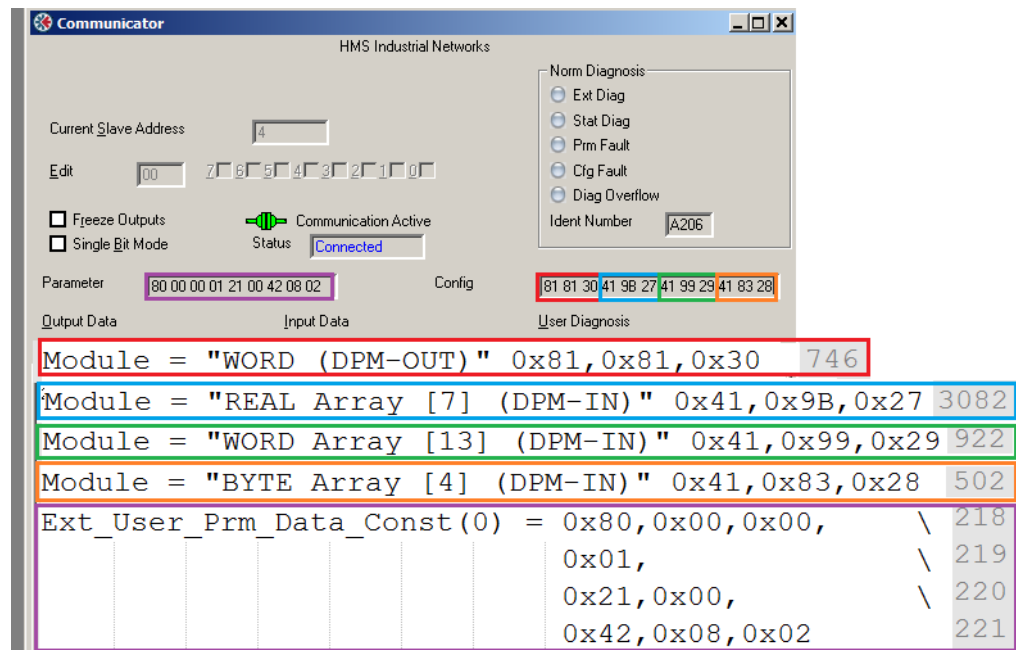 Communicator
HMS Industrial Networks
Norm Diagnosis
Ext Diag
Stat Diag
Current Slave Address 4
Prm Fault
Edit 00 7 6 5 4 3 2 1 0
Cfg Fault
Diag Overflow
Freeze Outputs Communication Active
Ident Number A206
Single Bit Mode Status Connected
Parameter 80 00 00 01 21 00 42 08 02 Config 81 81 30 41 9B 27 41 99 29 41 83 28
Output Data Input Data User Diagnosis
Module = "WORD (DPM-OUT)" 0x81,0x81,0x30 746
Module = "REAL Array [7] (DPM-IN)" 0x41,0x9B,0x27 3082
Module = "WORD Array [13] (DPM-IN)" 0x41,0x99,0x29 922
Module = "BYTE Array [4] (DPM-IN)" 0x41,0x83,0x28 502
Ext_User_Prm_Data_Const(0) = 0x80,0x00,0x00, \ 218
0x01, \ 219
0x21,0x00, \ 220
0x42,0x08,0x02 221